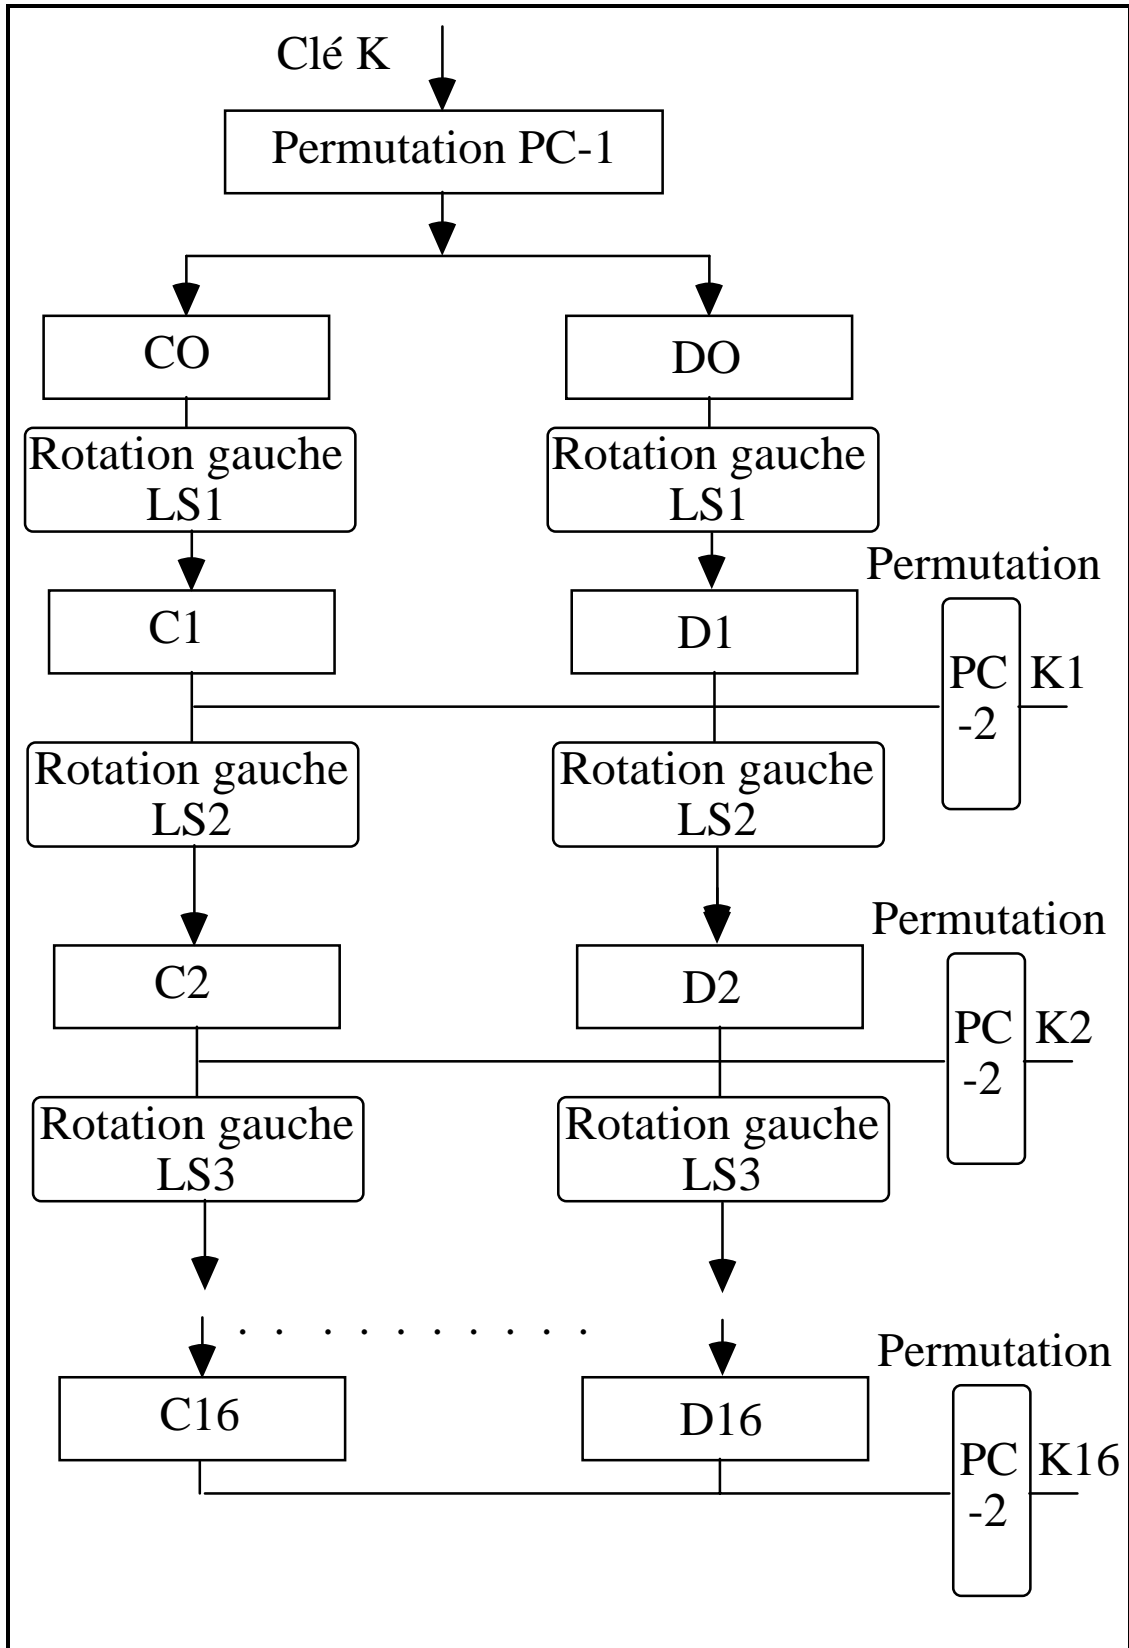 Clé K
Permutation PC-1
CO
DO
Rotation gauche
LS1
Rotation gauche
LS1
Permutation
C1
D1
PC
-2
K1
Rotation gauche
LS2
Rotation gauche
LS2
Permutation
C2
D2
PC
-2
K2
Rotation gauche
LS3
Rotation gauche
LS3
. . . . . . . . . .
Permutation
C16
D16
PC
-2
K16